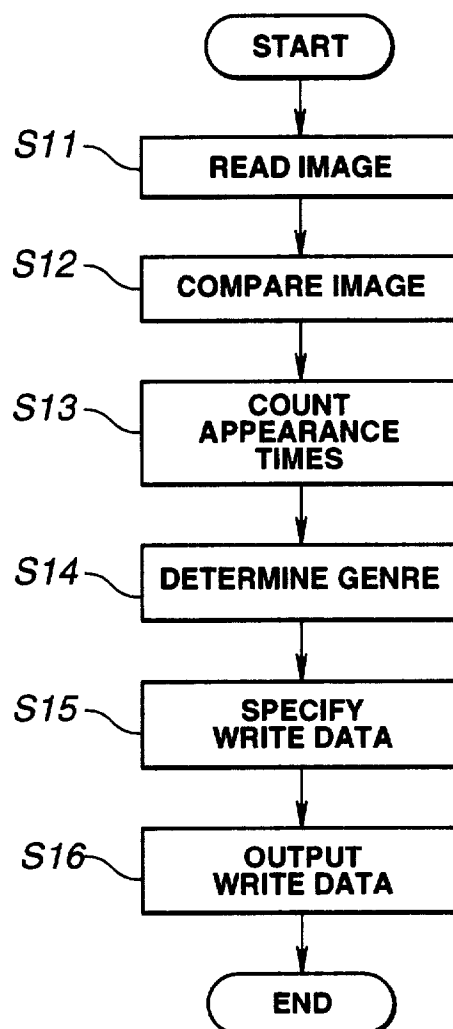 START
S11
READ IMAGE
S12
COMPARE IMAGE
S13
COUNT
APPEARANCE
TIMES
S14
DETERMINE GENRE
S15
SPECIFY
WRITE DATA
S16
OUTPUT
WRITE DATA
END